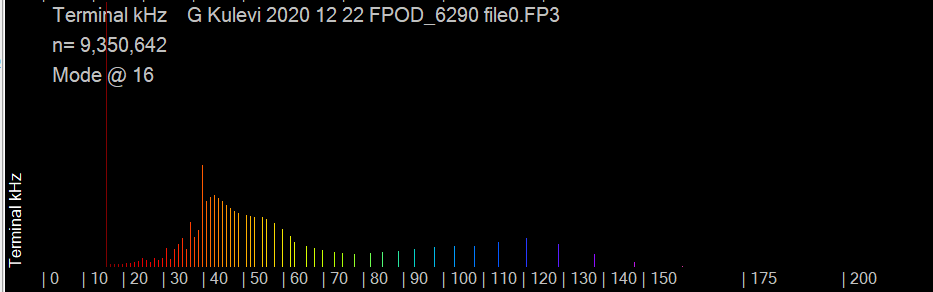 Terminal kHz G Kulevi 2020 12 22 FPOD_6290 file0.FP3
n= 9,350,642
Mode @ 16
Terminal kHz
| 0 | 10 | 20 | 30 | 40 | 50 | 60 | 70 | 80 | 90 | 100 | 110 | 120 | 130 | 140 | 150 | 175 | 200